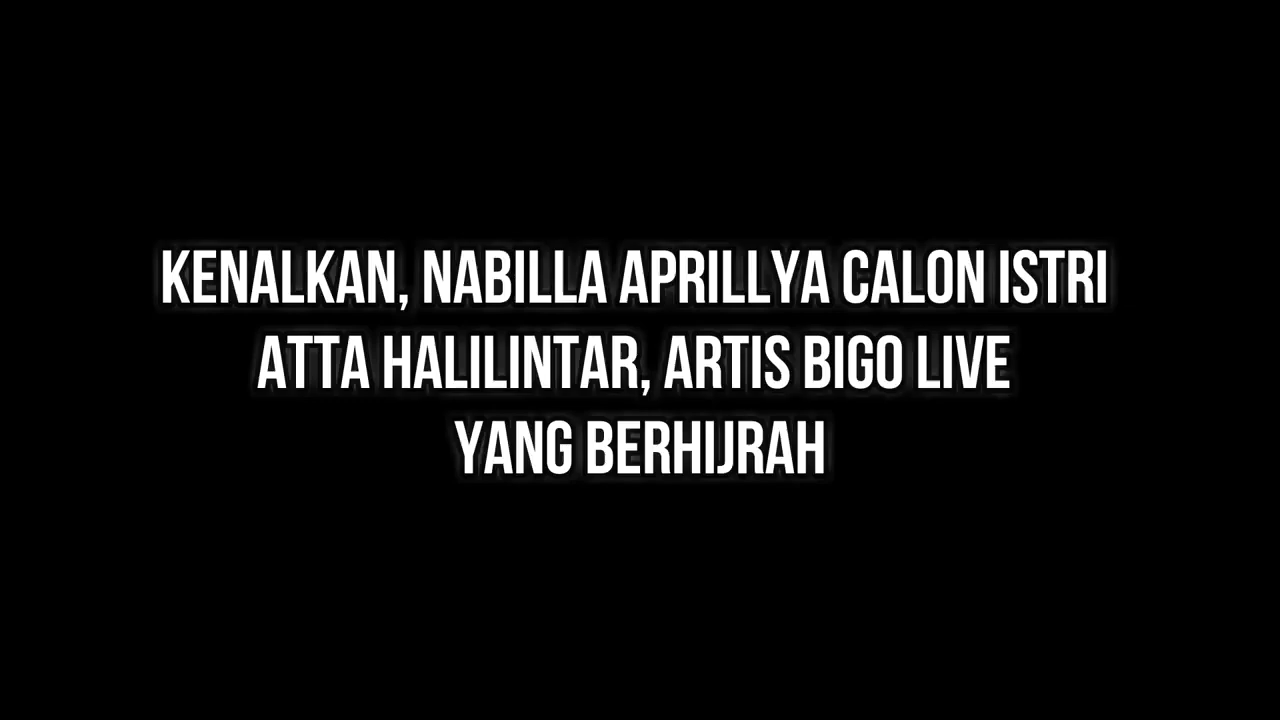 KENALKAN, NABILLA APRILLYA CALON ISTRI
ATTA HALILINTAR, ARTIS BIGO LIVE
YANG BERHIJRAH